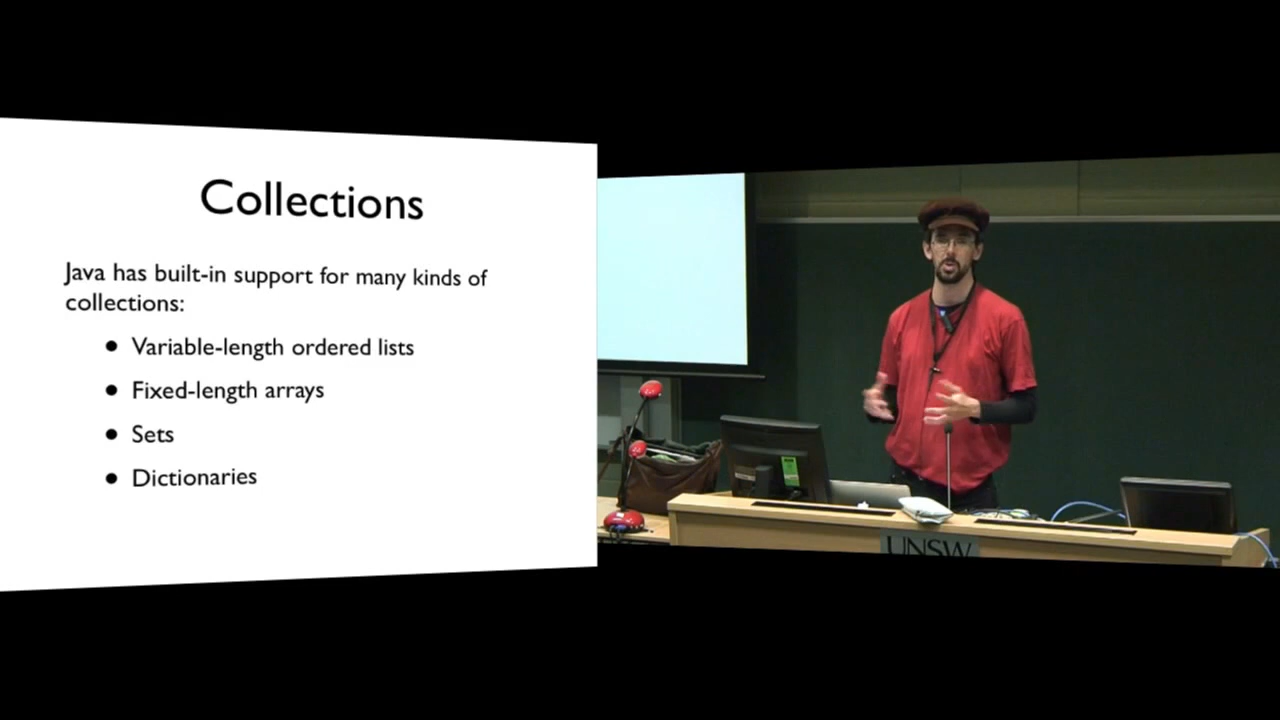 Collections
Java has built-in support for many kinds of
collections:
● Variable-length ordered lists
● Fixed-length arrays
● Sets
● Dictionaries
UNSW